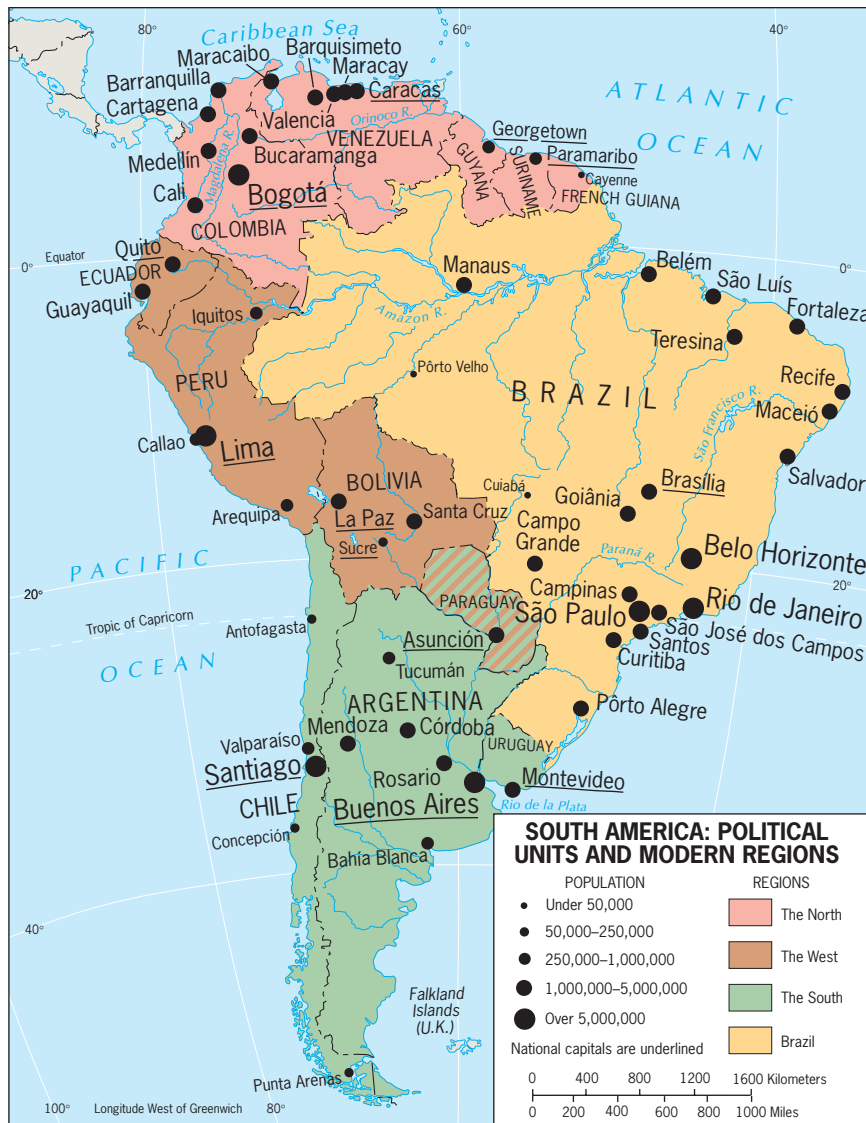 80°
Caribbean Sea
60°
40°
Maracaibo
Barquisimeto
Maracay
Barranquilla
Caracas
Cartagena
Valencia
Orinoco R.
VENEZUELA
ATLANTIC
OCEAN
Georgetown
Paramaribo
Cayenne
GUYANA
SURINAME
FRENCH GUIANA
Medellín
Magdalena R.
Bucaramanga
Cali
Bogotá
COLOMBIA
Equator
0°
Quito
ECUADOR
Guayaquil
Iquitos
Manaus
Amazon R.
Belém
0°
São Luís
Fortaleza
Teresina
PERU
Pôrto Velho
BRAZIL
Recife
São Francisco R.
Maceió
Callao
Lima
Salvador
BOLIVIA
Cuiabá
Brasília
Goiânia
Arequipa
La Paz
Santa Cruz
Sucre
Campo
Grande
Belo Horizonte
PACIFIC
20°
Paraná R.
20°
PARAGUAY
Campinas
São Paulo
Rio de Janeiro
Tropic of Capricorn
Antofagasta
São José dos Campos
Santos
Asunción
Curitiba
OCEAN
Tucumán
ARGENTINA
Pôrto Alegre
Mendoza
Córdoba
Valparaíso
URUGUAY
Santiago
Rosario
Montevideo
Buenos Aires
Rio de la Plata
CHILE
Concepción
Bahía Blanca
40°
Falkland
Islands
(U.K.)
Punta Arenas
100°
Longitude West of Greenwich
80°
SOUTH AMERICA: POLITICAL
UNITS AND MODERN REGIONS
POPULATION
Under 50,000
50,000–250,000
250,000–1,000,000
1,000,000–5,000,000
Over 5,000,000
National capitals are underlined
REGIONS
The North
The West
The South
Brazil
0 400 800 1200 1600 Kilometers
0 200 400 600 800 1000 Miles